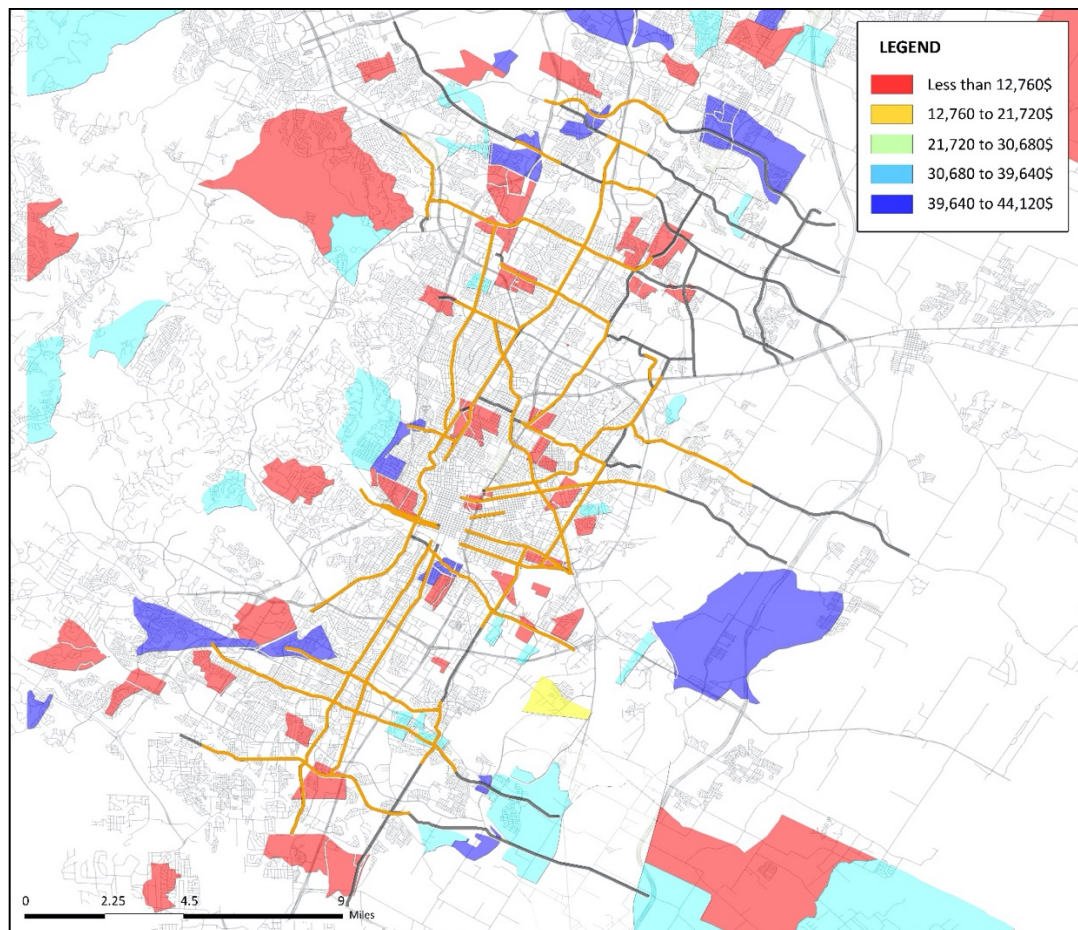 LEGEND
Less than 12,760$
12,760 to 21,720$
21,720 to 30,680$
30,680 to 39,640$
39,640 to 44,120$
0 2.25 4.5 9
Miles